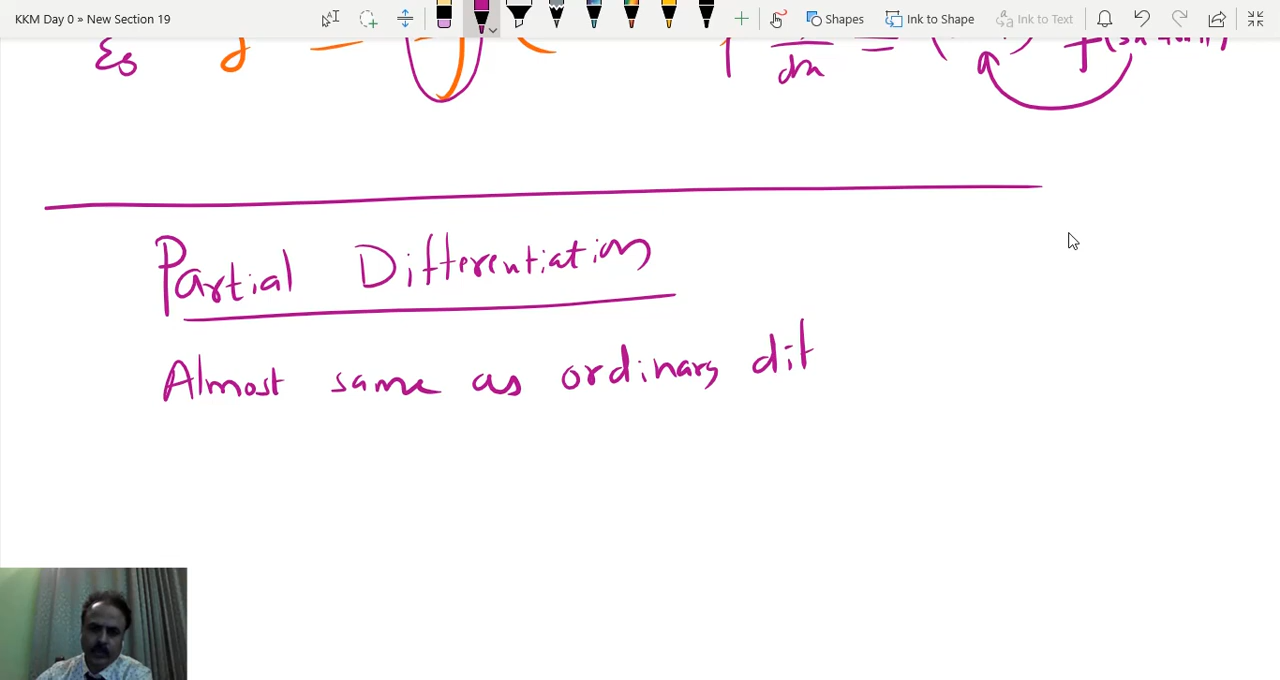 KKM Day 0 » New Section 19
Shapes
Ink to Shape
Ink to Text
Partial Differentiation
Almost same as ordinary dif